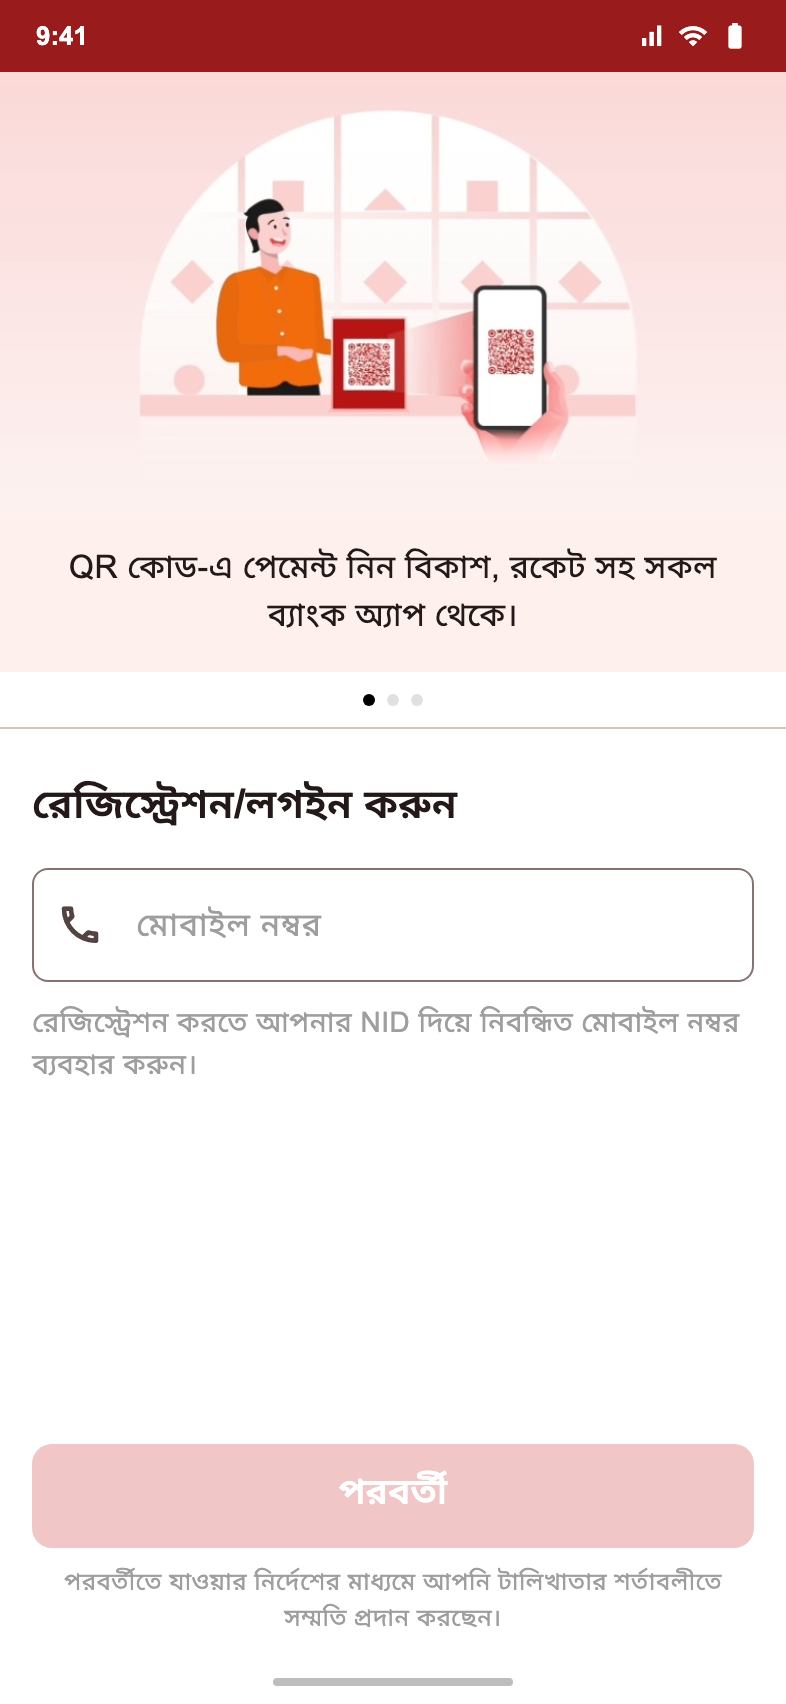 9:41
QR কোড-এ পেমেন্ট নিন বিকাশ, রকেট সহ সকল
ব্যাংক অ্যাপ থেকে।
রেজিস্ট্রেশন/লগইন করুন
মোবাইল নম্বর
রেজিস্ট্রেশন করতে আপনার NID দিয়ে নিবন্ধিত মোবাইল নম্বর
ব্যবহার করুন।
পরবর্তী
পরবর্তীতে যাওয়ার নির্দেশের মাধ্যমে আপনি টালিখাতার শর্তাবলীতে
সম্মতি প্রদান করছেন।